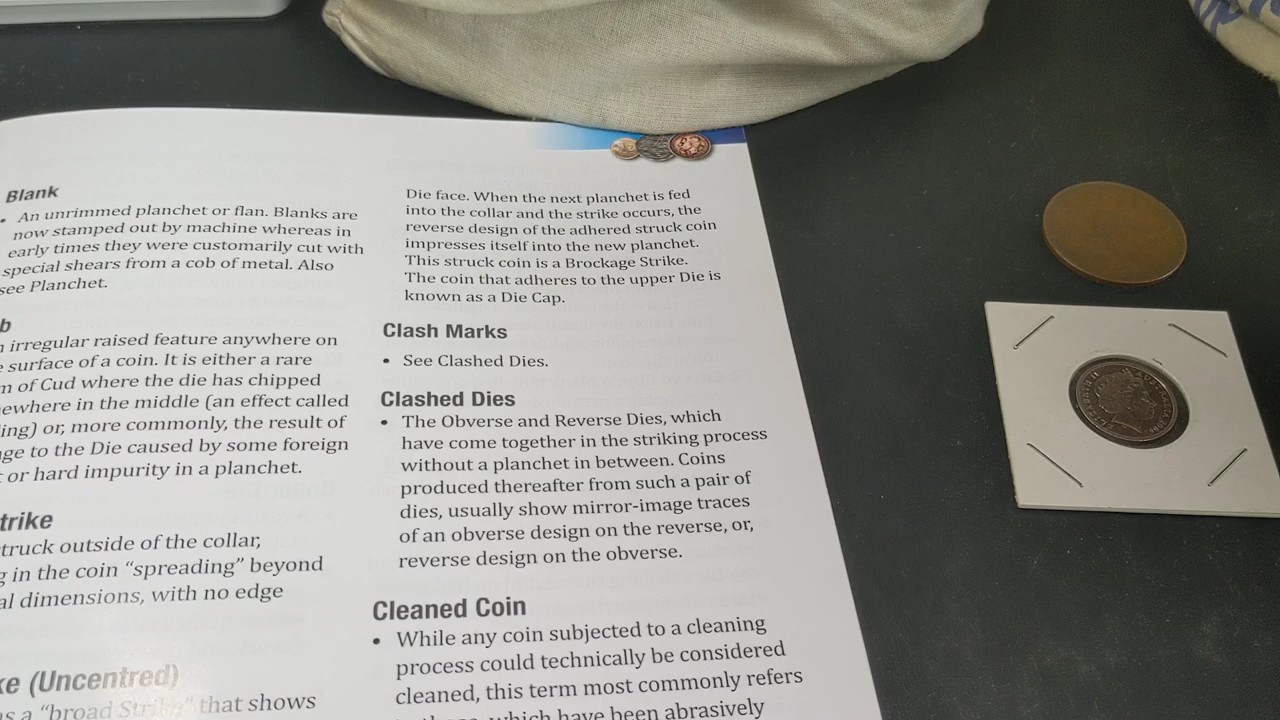 Blank
• An unrimmed planchet or flan. Blanks are
now stamped out by machine whereas in
early times they were customarily cut with
special shears from a cob of metal. Also
see Planchet.
irregular raised feature anywhere on
surface of a coin. It is either a rare
of Cud where the die has chipped
in the middle (an effect called
or, more commonly, the result of
to the Die caused by some foreign
or hard impurity in a planchet.
outside of the collar,
in the coin “spreading” beyond
dimensions, with no edge
(Uncentred)
a “broad Strike” that shows
Die face. When the next planchet is fed
into the collar and the strike occurs, the
reverse design of the adhered struck coin
impresses itself into the new planchet.
This struck coin is a Brockage Strike.
The coin that adheres to the upper Die is
known as a Die Cap.
Clash Marks
• See Clashed Dies.
Clashed Dies
• The Obverse and Reverse Dies, which
have come together in the striking process
without a planchet in between. Coins
produced thereafter from such a pair of
dies, usually show mirror-image traces
of an obverse design on the reverse, or,
reverse design on the obverse.
Cleaned Coin
• While any coin subjected to a cleaning
process could technically be considered
cleaned, this term most commonly refers
which have been abrasively
ELIZABETH II AUSTRALIA